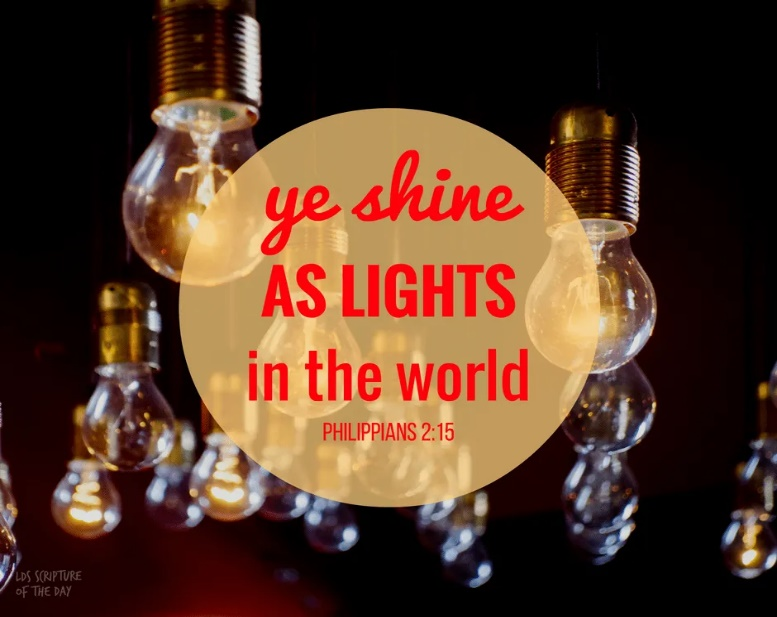 ye shine
AS LIGHTS
in the world
PHILIPPIANS 2:15
LDS SCRIPTURE
OF THE DAY